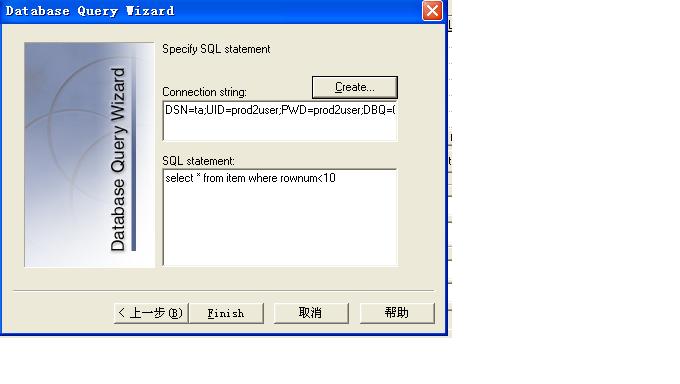 Database Query Wizard
Database Query Wizard
Specify SQL statement
Create...
Connection string:
DSN=ta;UID=prod2user;PWD=prod2user;DBQ=
SQL statement:
select * from item where rownum<10
< 上一步(B)
Finish
取消
帮助